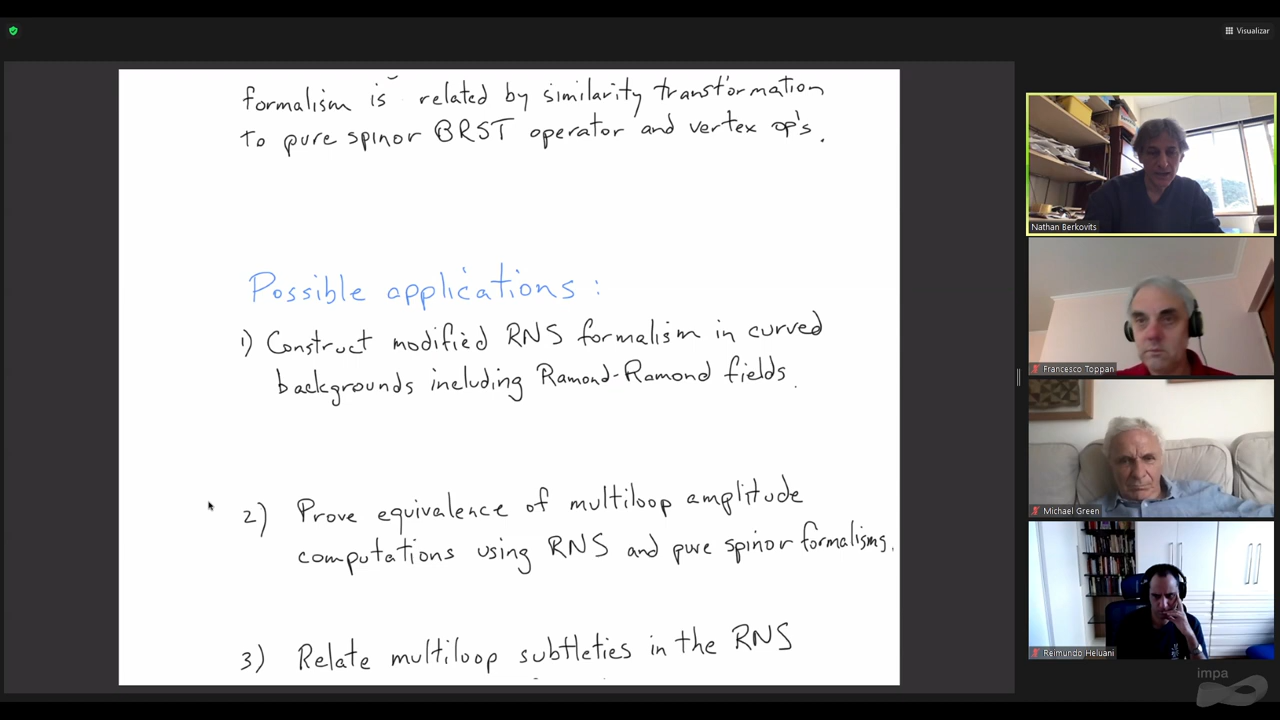 Visualizar
formalism is related by similarity transformation
to pure spinor BRST operator and vertex op's.
Possible applications :
1) Construct modified RNS formalism in curved
backgrounds including Ramond-Ramond fields.
2) Prove equivalence of multiloop amplitude
computations using RNS and pure spinor formalisms.
3) Relate multiloop subtleties in the RNS
Nathan Berkovits
Francesco Toppan
Michael Green
Reimundo Heluani
impa